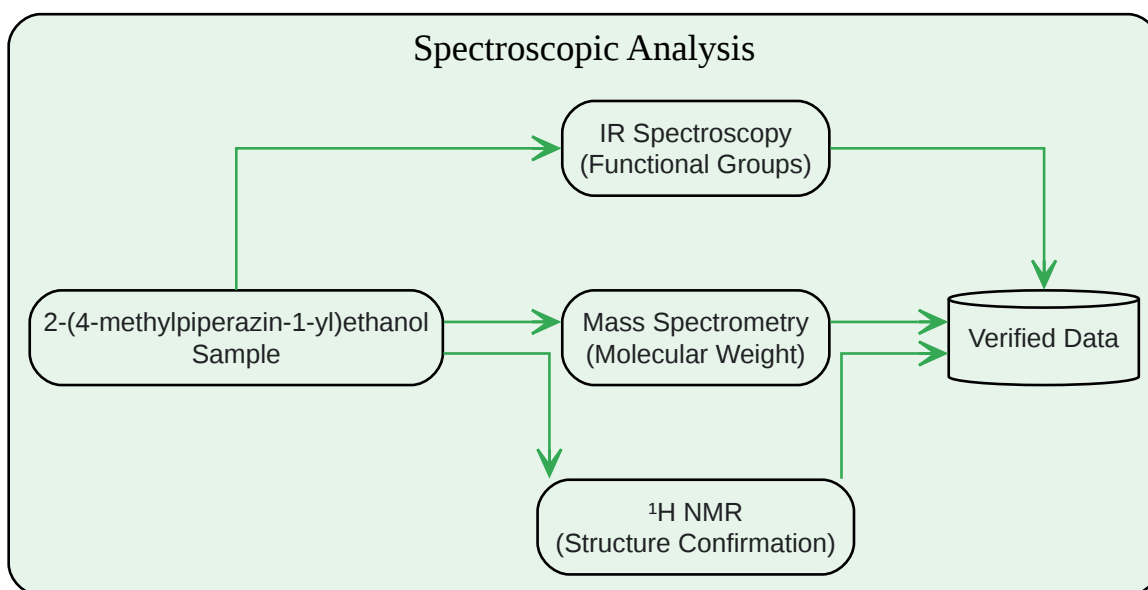 Spectroscopic Analysis
IR Spectroscopy
(Functional Groups)
2-(4-methylpiperazin-1-yl)ethanol
Sample
Mass Spectrometry
(Molecular Weight)
Verified Data
¹H NMR
(Structure Confirmation)